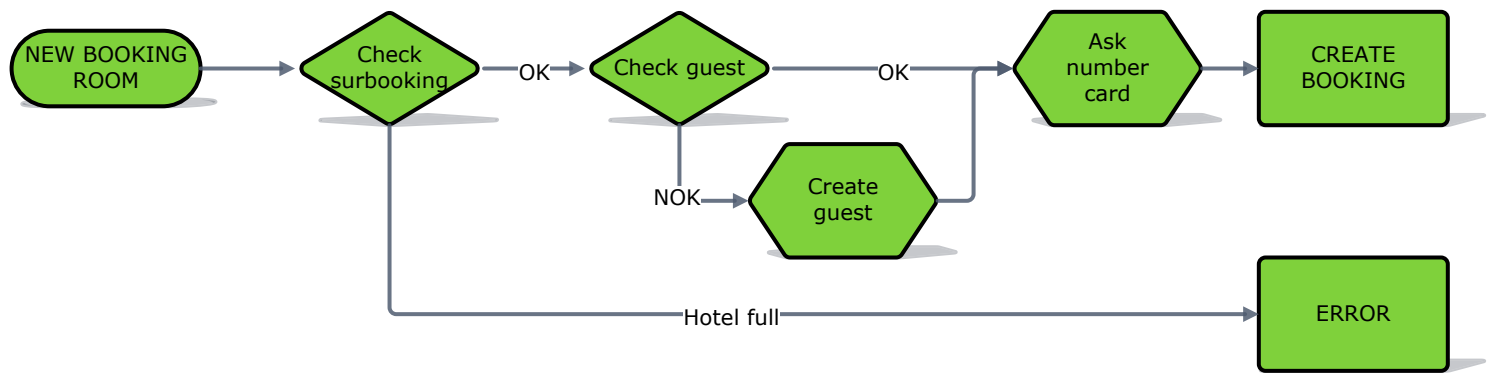 NEW BOOKING
ROOM
Check
surbooking
OK
Check guest
OK
Ask
number
card
CREATE
BOOKING
NOK
Create
guest
Hotel full
ERROR